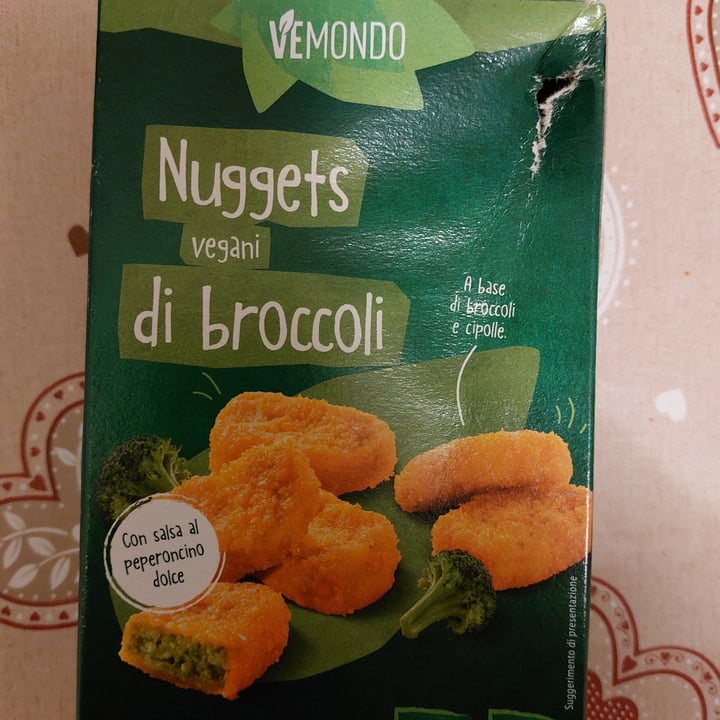 VEMONDO
Nuggets
vegani
di broccoli
A base
di broccoli
e cipolle.
Con salsa al
peperoncino
dolce
Suggerimento di presentazione